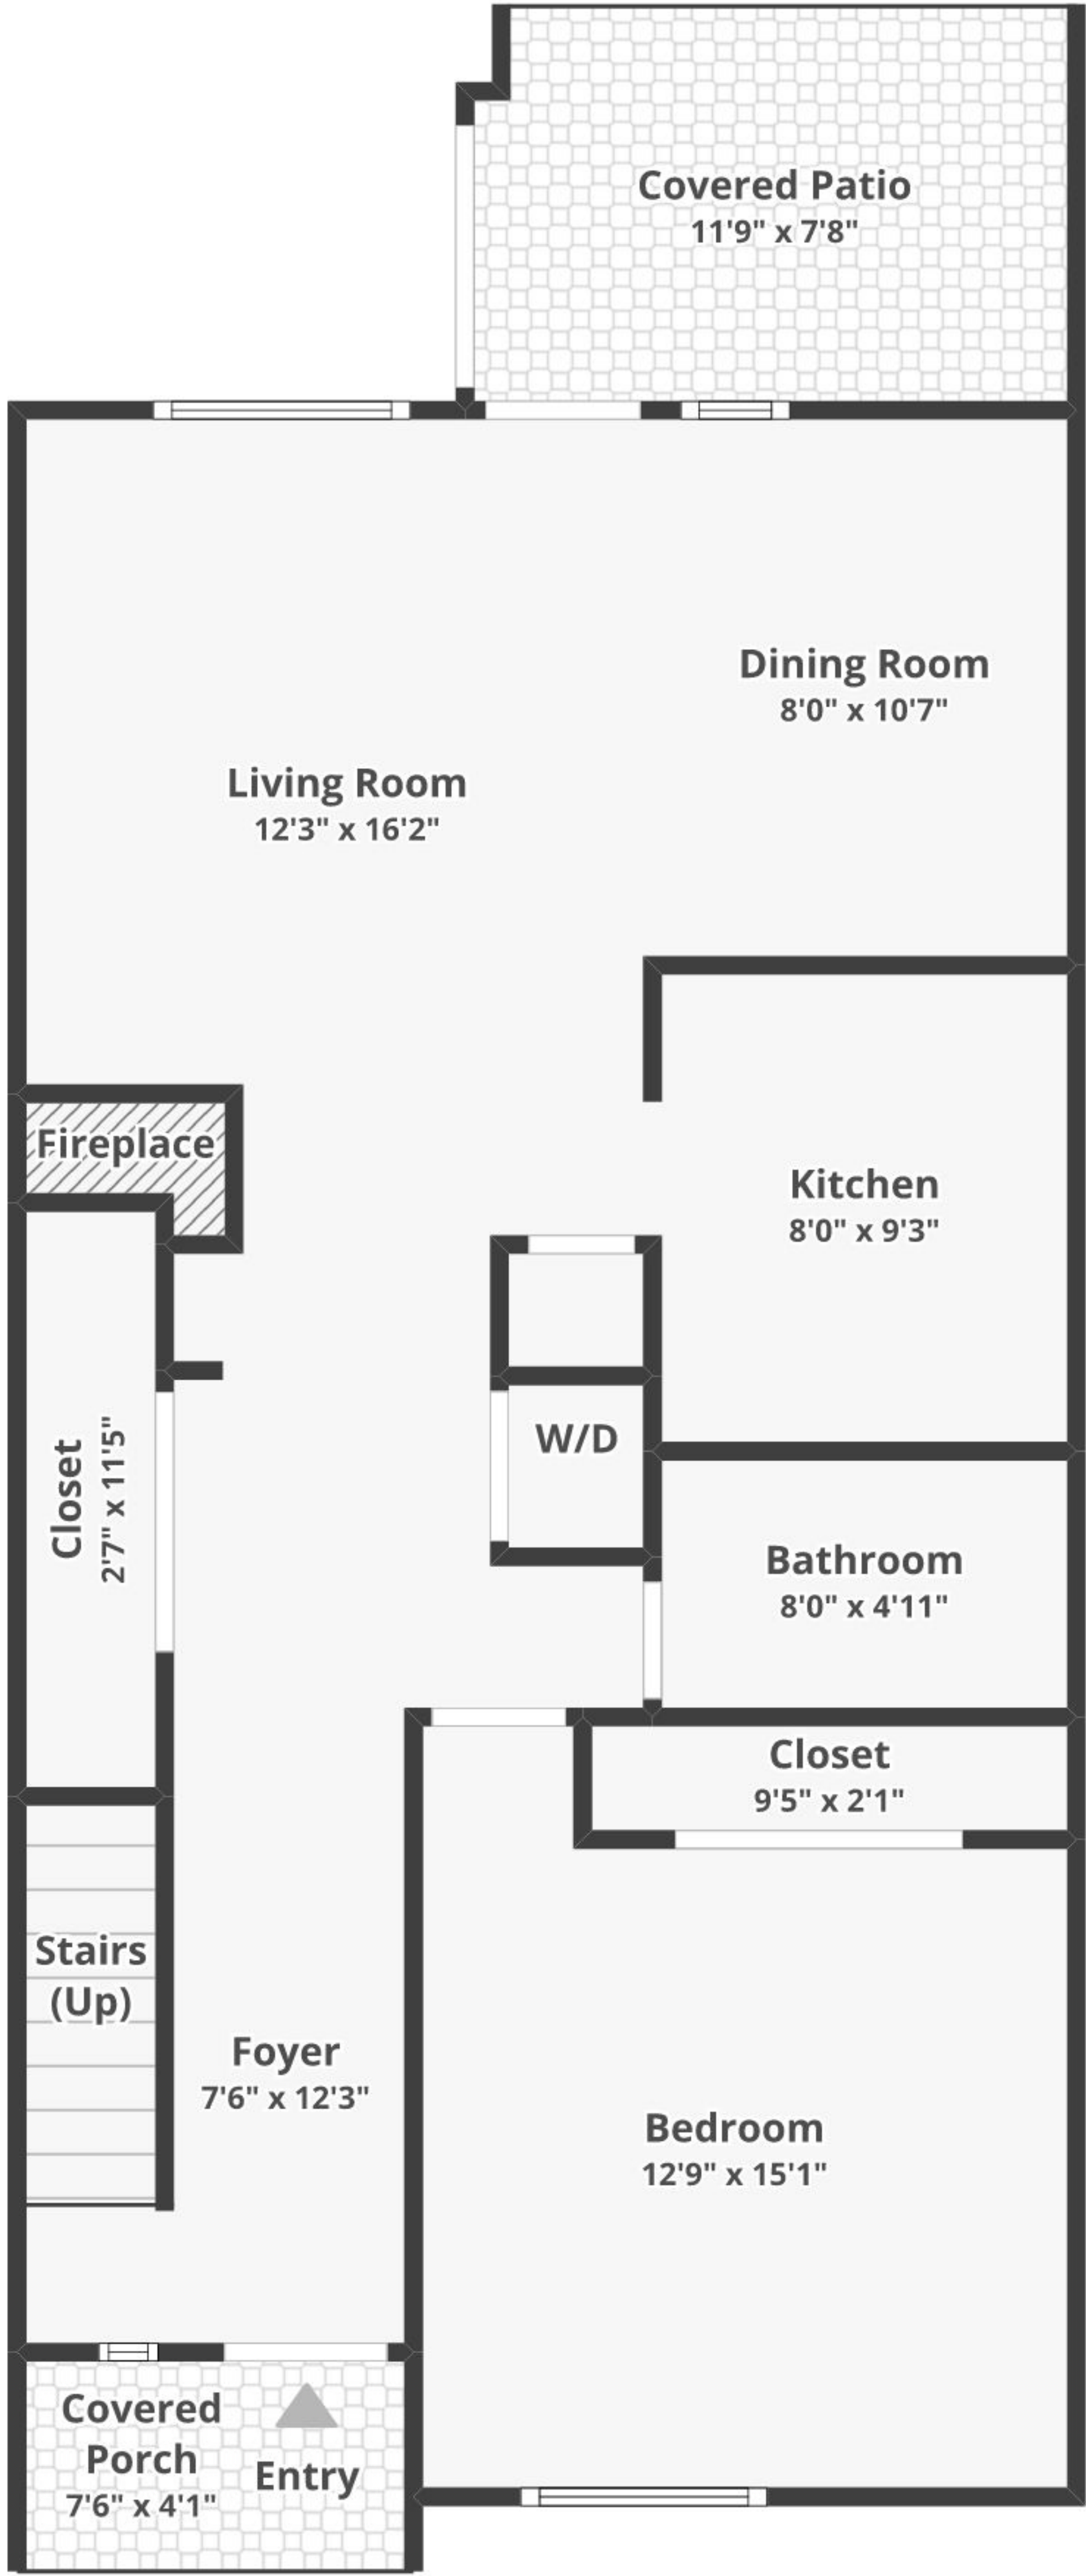 Covered Patio
11'9" x 7'8"
Dining Room
8'0" x 10'7"
Living Room
12'3" x 16'2"
Fireplace
Kitchen
8'0" x 9'3"
W/D
Closet
2'7" x 11'5"
Bathroom
8'0" x 4'11"
Closet
9'5" x 2'1"
Stairs
(Up)
Foyer
7'6" x 12'3"
Bedroom
12'9" x 15'1"
Covered
Porch
7'6" x 4'1"
Entry